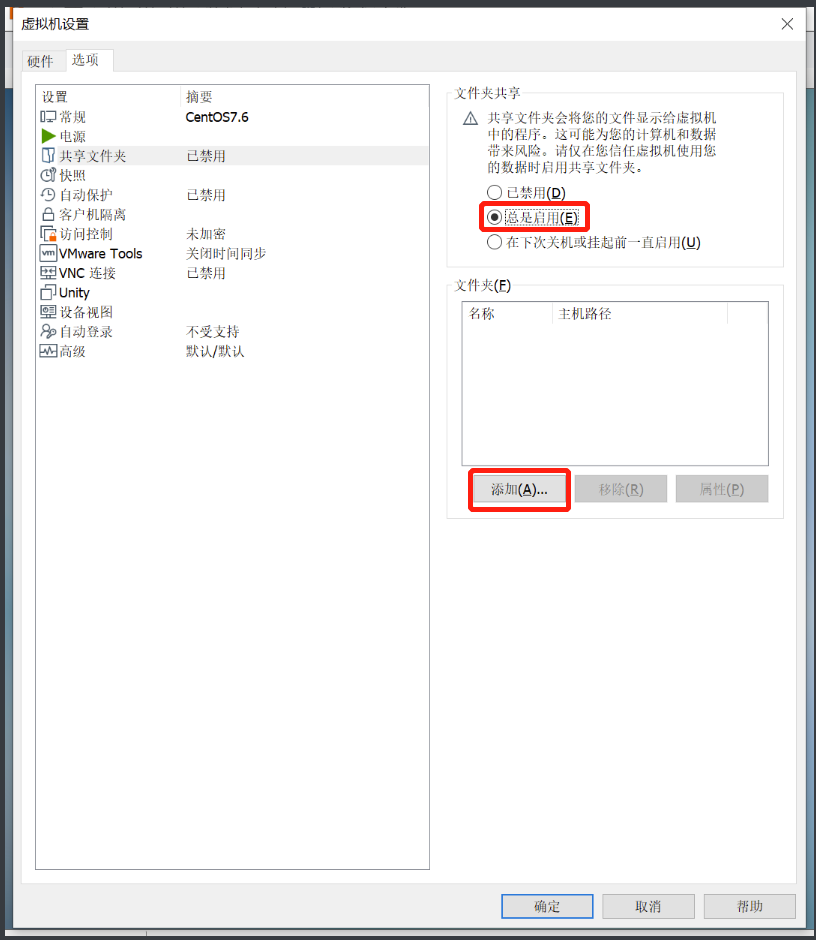 虚拟机设置
硬件 选项
设置 摘要
常规 CentOS7.6
电源
共享文件夹 已禁用
快照
自动保护 已禁用
客户机隔离
访问控制 未加密
vm VMware Tools 关闭时间同步
VNC 连接 已禁用
Unity
设备视图
自动登录 不受支持
高级 默认/默认
文件夹共享
共享文件夹会将您的文件显示给虚拟机
中的程序。这可能为您的计算机和数据
带来风险。请仅在您信任虚拟机使用您
的数据时启用共享文件夹。
已禁用(D)
总是启用(E)
在下次关机或挂起前一直启用(U)
文件夹(F)
名称 主机路径
添加(A)... 移除(R) 属性(P)
确定 取消 帮助